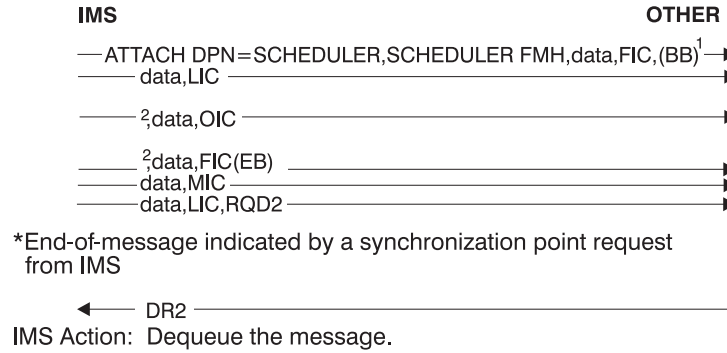 IMS OTHER
ATTACH DPN=SCHEDULER,SCHEDULER FMH,data,FIC,(BB)1
data,LIC
2,data,OIC
2,data,FIC(EB)
data,MIC
data,LIC,RQD2
*End-of-message indicated by a synchronization point request
from IMS
DR2
IMS Action: Dequeue the message.